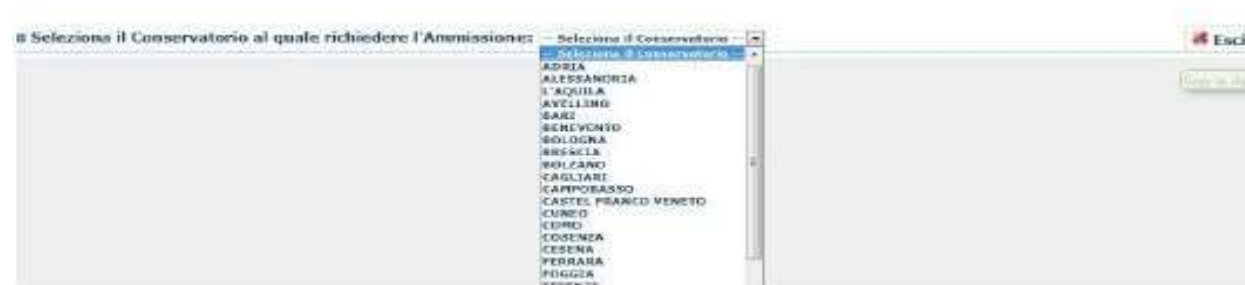 Seleziona il Conservatorio al quale richiedere l'Ammissione: -- Seleziona il Conservatorio --
Esci
-- Seleziona il Conservatorio --
ADRIA
ALESSANDRIA
L'AQUILA
AVELLINO
BARI
BENEVENTO
BOLOGNA
BRESCIA
BOLZANO
CAGLIARI
CAMPOBASSO
CASTEL FRANCO VENETO
CUNEO
COMO
COSENZA
CESENA
FERRARA
FOGGIA